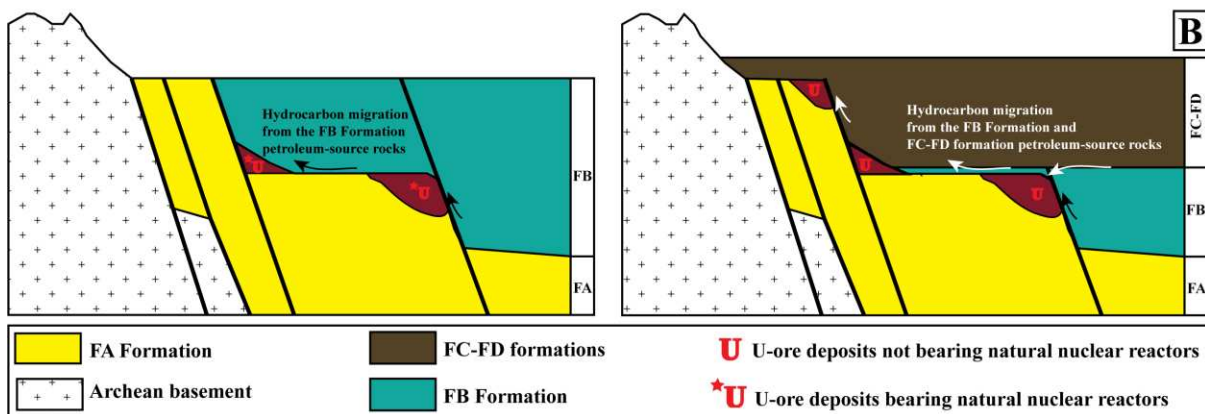 Hydrocarbon migration
from the FB Formation
petroleum-source rocks
★U
★U
FB
FA
B
U
Hydrocarbon migration
from the FB Formation and
FC-FD formation petroleum-source rocks
U
U
FC-FD
FB
FA
FA Formation
Archean basement
FC-FD formations
FB Formation
U U-ore deposits not bearing natural nuclear reactors
★U U-ore deposits bearing natural nuclear reactors